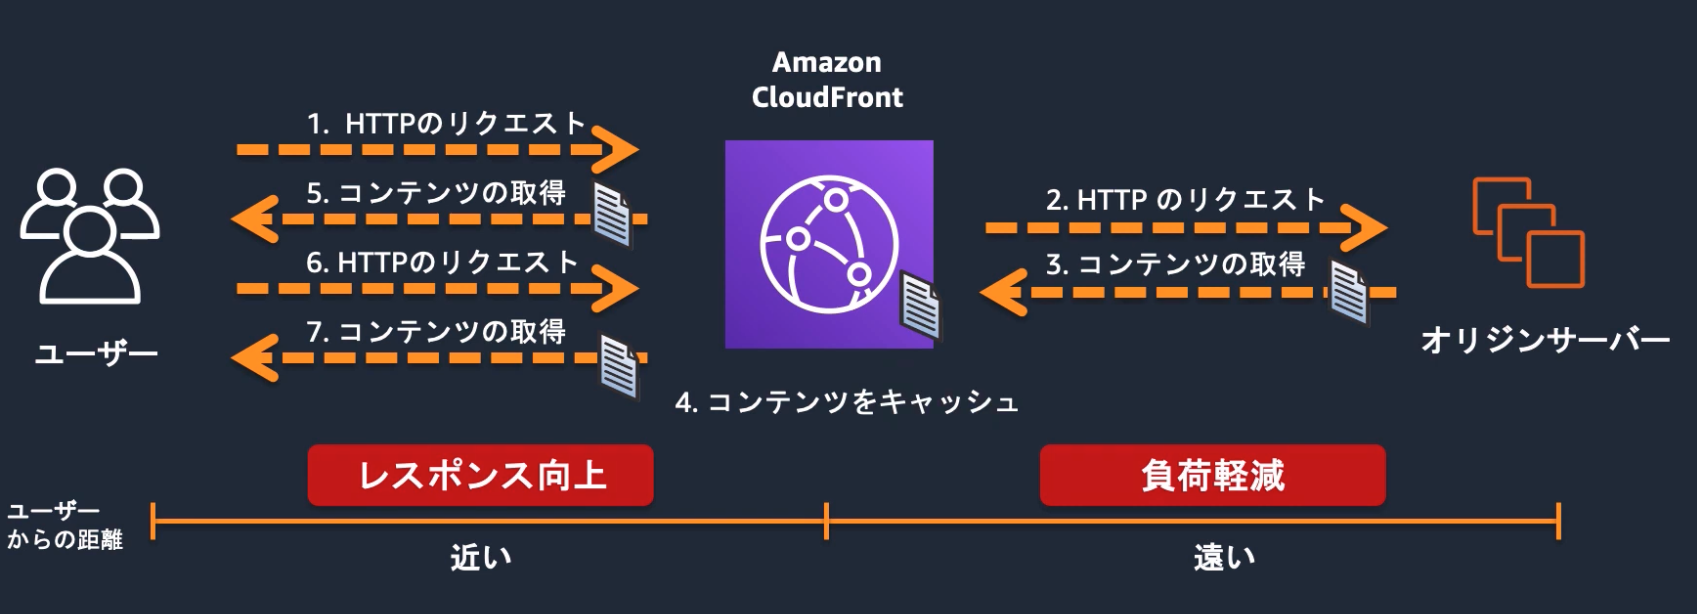 Amazon
CloudFront
1. HTTPのリクエスト
5. コンテンツの取得
6. HTTPのリクエスト
7. コンテンツの取得
2. HTTP のリクエスト
3. コンテンツの取得
ユーザー
オリジンサーバー
4. コンテンツをキャッシュ
レスポンス向上
負荷軽減
ユーザー
からの距離
近い
遠い